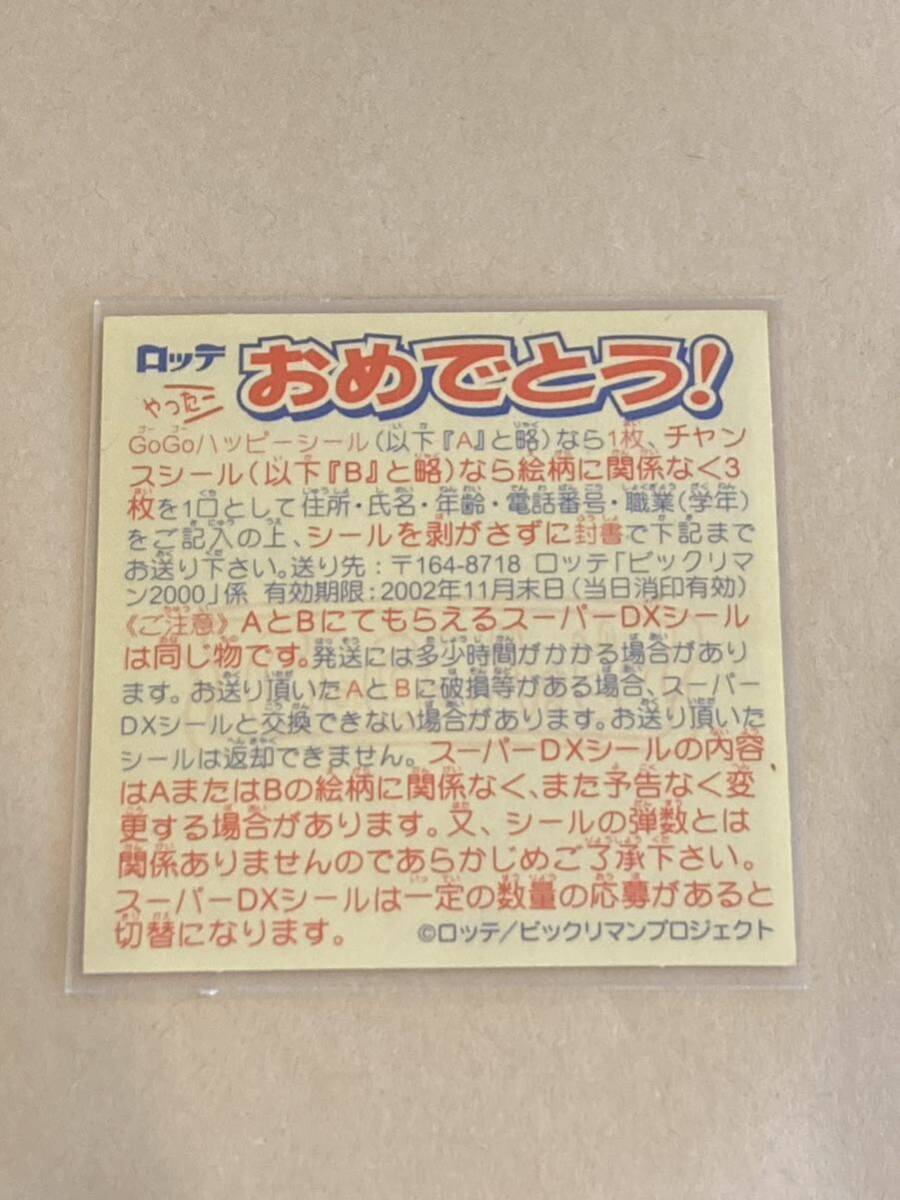 ロッテ おめでとう!
やったー
GoGoハッピーシール(以下『A』と略)なら1枚、チャン
スシール(以下『B』と略)なら絵柄に関係なく3
枚を1口として住所・氏名・年齢・電話番号・職業(学年)
をご記入の上、シールを剥がさずに封書で下記まで
お送り下さい。送り先:〒164-8718 ロッテ「ビックリマ
ン2000」係 有効期限:2002年11月末日(当日消印有効)
《ご注意》AとBにてもらえるスーパーDXシール
は同じ物です。発送には多少時間がかかる場合があり
ます。お送り頂いたAとBに破損等がある場合、スーパー
DXシールと交換できない場合があります。お送り頂いた
シールは返却できません。スーパーDXシールの内容
はAまたはBの絵柄に関係なく、また予告なく変
更する場合があります。又、シールの弾数とは
関係ありませんのであらかじめご了承下さい。
スーパーDXシールは一定の数量の応募があると
切替になります。 ©ロッテ/ビックリマンプロジェクト